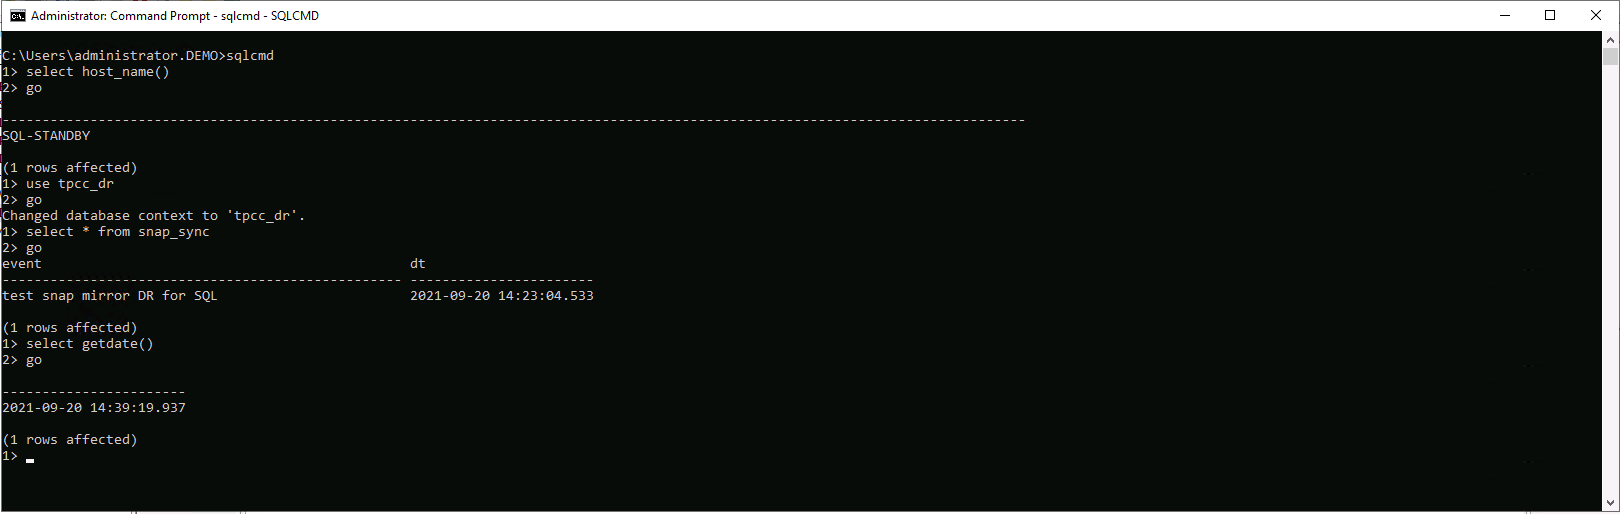 Administrator: Command Prompt - sqlcmd - SQLCMD
C:\Users\administrator.DEMO>sqlcmd
1> select host_name()
2> go
--------------------------------------------------------------------------------------------------------------------------------
SQL-STANDBY
(1 rows affected)
1> use tpcc_dr
2> go
Changed database context to 'tpcc_dr'.
1> select * from snap_sync
2> go
event                                              dt
-------------------------------------------------- -----------------------
test snap mirror DR for SQL                        2021-09-20 14:23:04.533
(1 rows affected)
1> select getdate()
2> go
-----------------------
2021-09-20 14:39:19.937
(1 rows affected)
1>